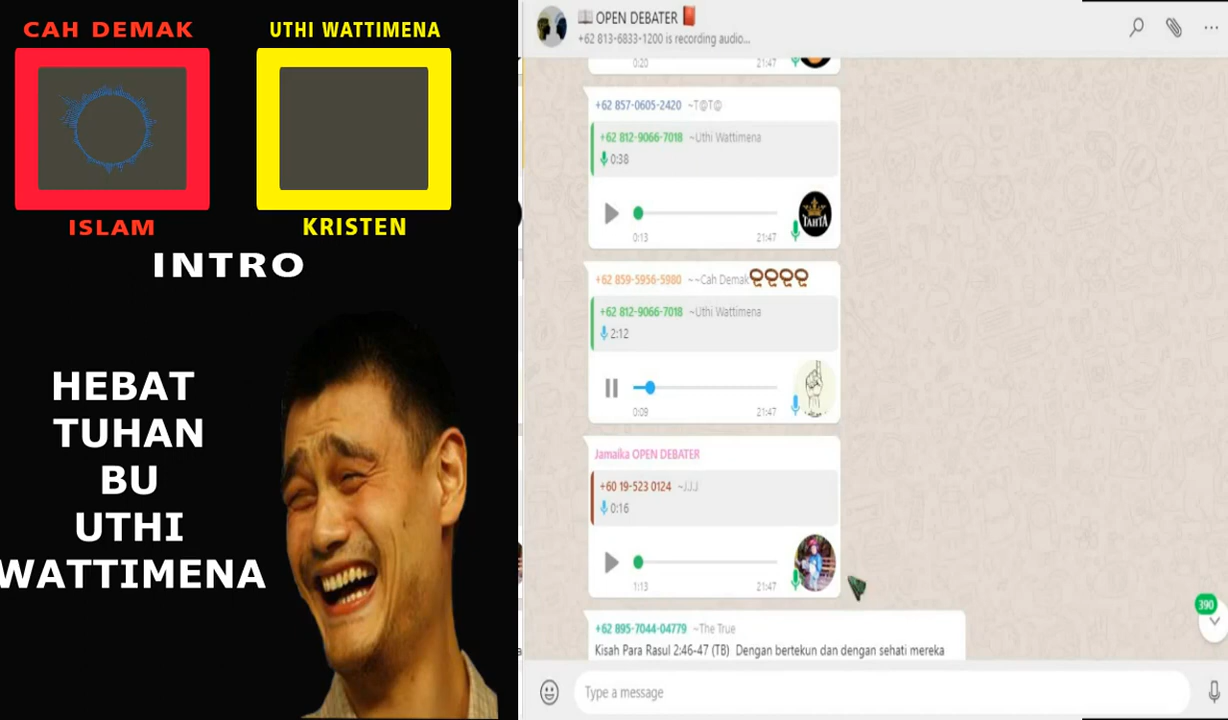 CAH DEMAK
UTHI WATTIMENA
ISLAM
KRISTEN
INTRO
HEBAT
TUHAN
BU
UTHI
WATTIMENA
OPEN DEBATER
+62 813-6833-1200 is recording audio...
0:20 21:47
+62 857-0605-2420 ~T@T@
+62 812-9066-7018 ~Uthi Wattimena
0:38
TAHTA
0:13 21:47
+62 859-5956-5980 ~~Cah Demak
+62 812-9066-7018 ~Uthi Wattimena
2:12
0:09 21:47
Jamaika OPEN DEBATER
+60 19-523 0124 ~J.J.J
0:16
1:13 21:47
390
+62 895-7044-04779 ~The True
Kisah Para Rasul 2:46-47 (TB) Dengan bertekun dan dengan sehati mereka
Type a message